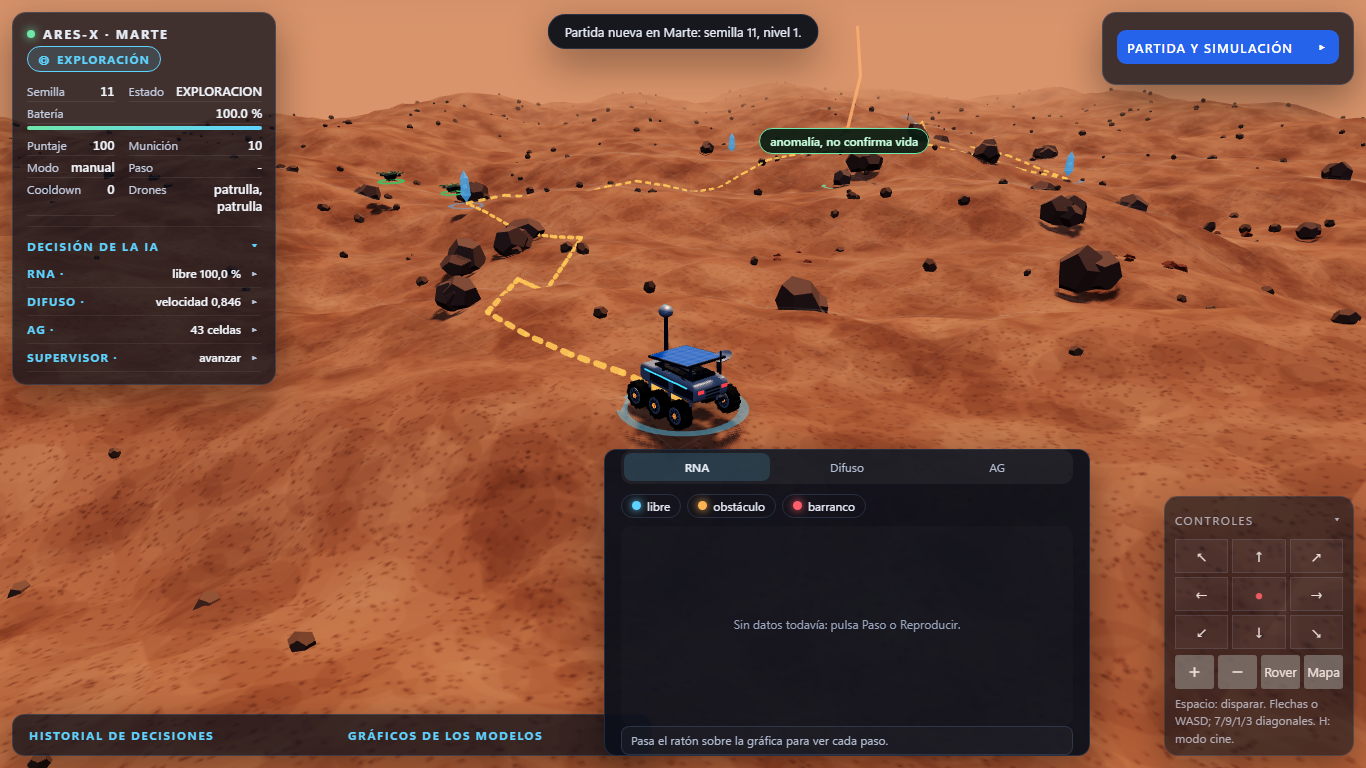 ARES-X · MARTE
EXPLORACIÓN
Semilla 11 Estado EXPLORACION
Batería 100.0 %
Puntaje 100 Munición 10
Modo manual Paso –
Cooldown 0 Drones patrulla,
patrulla
DECISIÓN DE LA IA
RNA · libre 100,0 %
DIFUSO · velocidad 0,846
AG · 43 celdas
SUPERVISOR · avanzar
Partida nueva en Marte: semilla 11, nivel 1.
PARTIDA Y SIMULACIÓN
anomalía, no confirma vida
RNA Difuso AG
libre obstáculo barranco
Sin datos todavía: pulsa Paso o Reproducir.
Pasa el ratón sobre la gráfica para ver cada paso.
HISTORIAL DE DECISIONES GRÁFICOS DE LOS MODELOS
CONTROLES
↖ ↑ ↗
← ● →
↙ ↓ ↘
+ − Rover Mapa
Espacio: disparar. Flechas o
WASD; 7/9/1/3 diagonales. H:
modo cine.